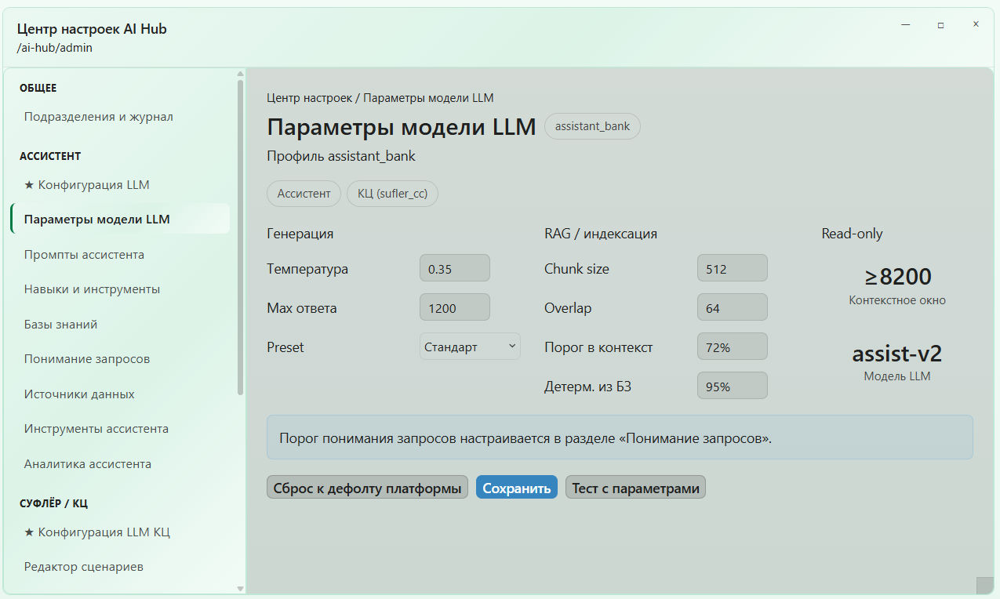 Центр настроек AI Hub
/ai-hub/admin
ОБЩЕЕ
Подразделения и журнал
АССИСТЕНТ
★ Конфигурация LLM
Параметры модели LLM
Промпты ассистента
Навыки и инструменты
Базы знаний
Понимание запросов
Источники данных
Инструменты ассистента
Аналитика ассистента
СУФЛЁР / КЦ
★ Конфигурация LLM КЦ
Редактор сценариев
Центр настроек / Параметры модели LLM
Параметры модели LLM assistant_bank
Профиль assistant_bank
Ассистент КЦ (sufler_cc)
Генерация
Температура 0.35
Max ответа 1200
Preset Стандарт
RAG / индексация
Chunk size 512
Overlap 64
Порог в контекст 72%
Детерм. из БЗ 95%
Read-only
≥8200
Контекстное окно
assist-v2
Модель LLM
Порог понимания запросов настраивается в разделе «Понимание запросов».
Сброс к дефолту платформы Сохранить Тест с параметрами